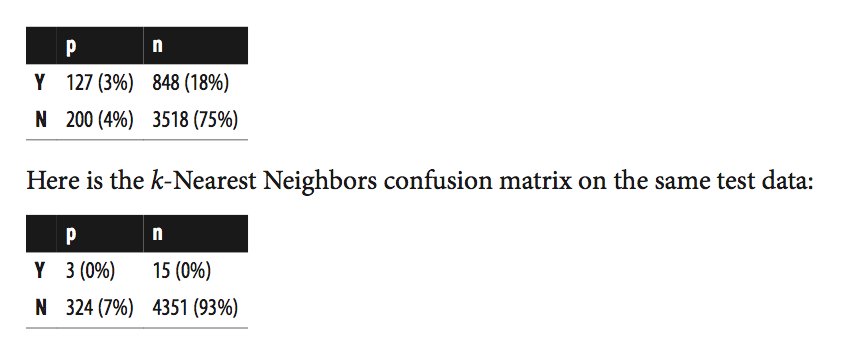 p n
Y 127 (3%) 848 (18%)
N 200 (4%) 3518 (75%)
Here is the k-Nearest Neighbors confusion matrix on the same test data:
p n
Y 3 (0%) 15 (0%)
N 324 (7%) 4351 (93%)